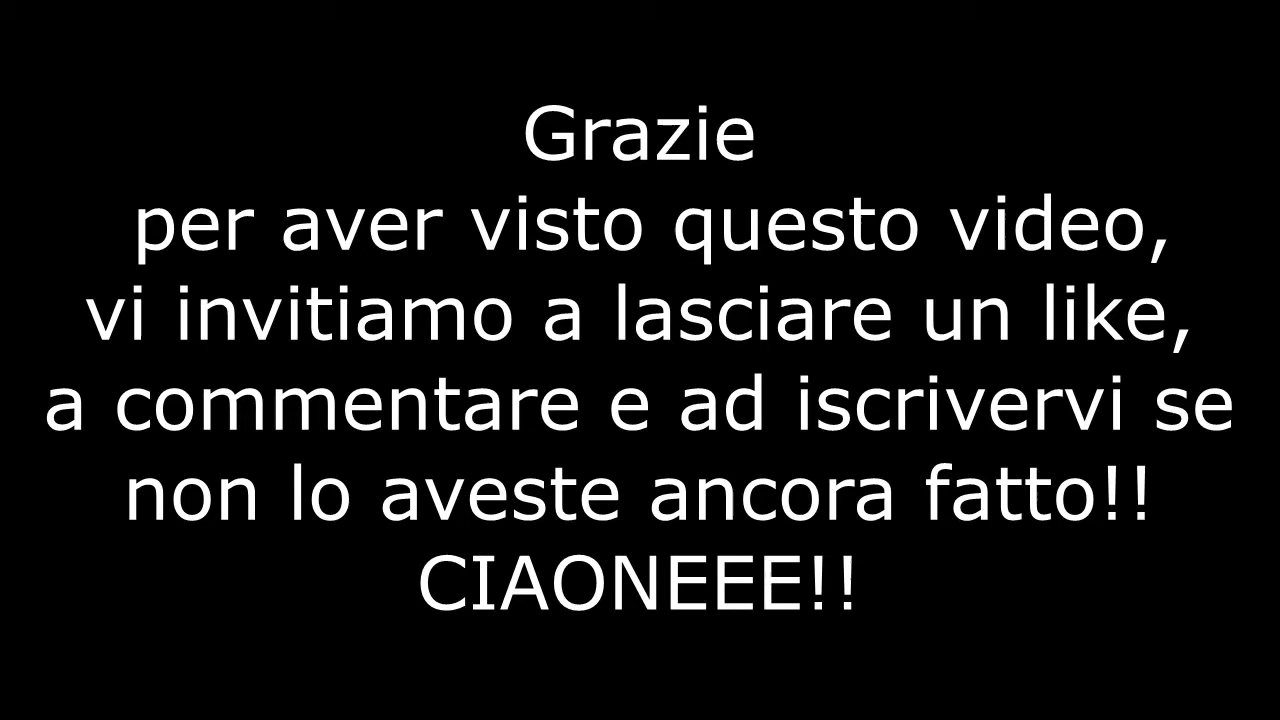 Grazie
per aver visto questo video,
vi invitiamo a lasciare un like,
a commentare e ad iscrivervi se
non lo aveste ancora fatto!!
CIAONEEE!!